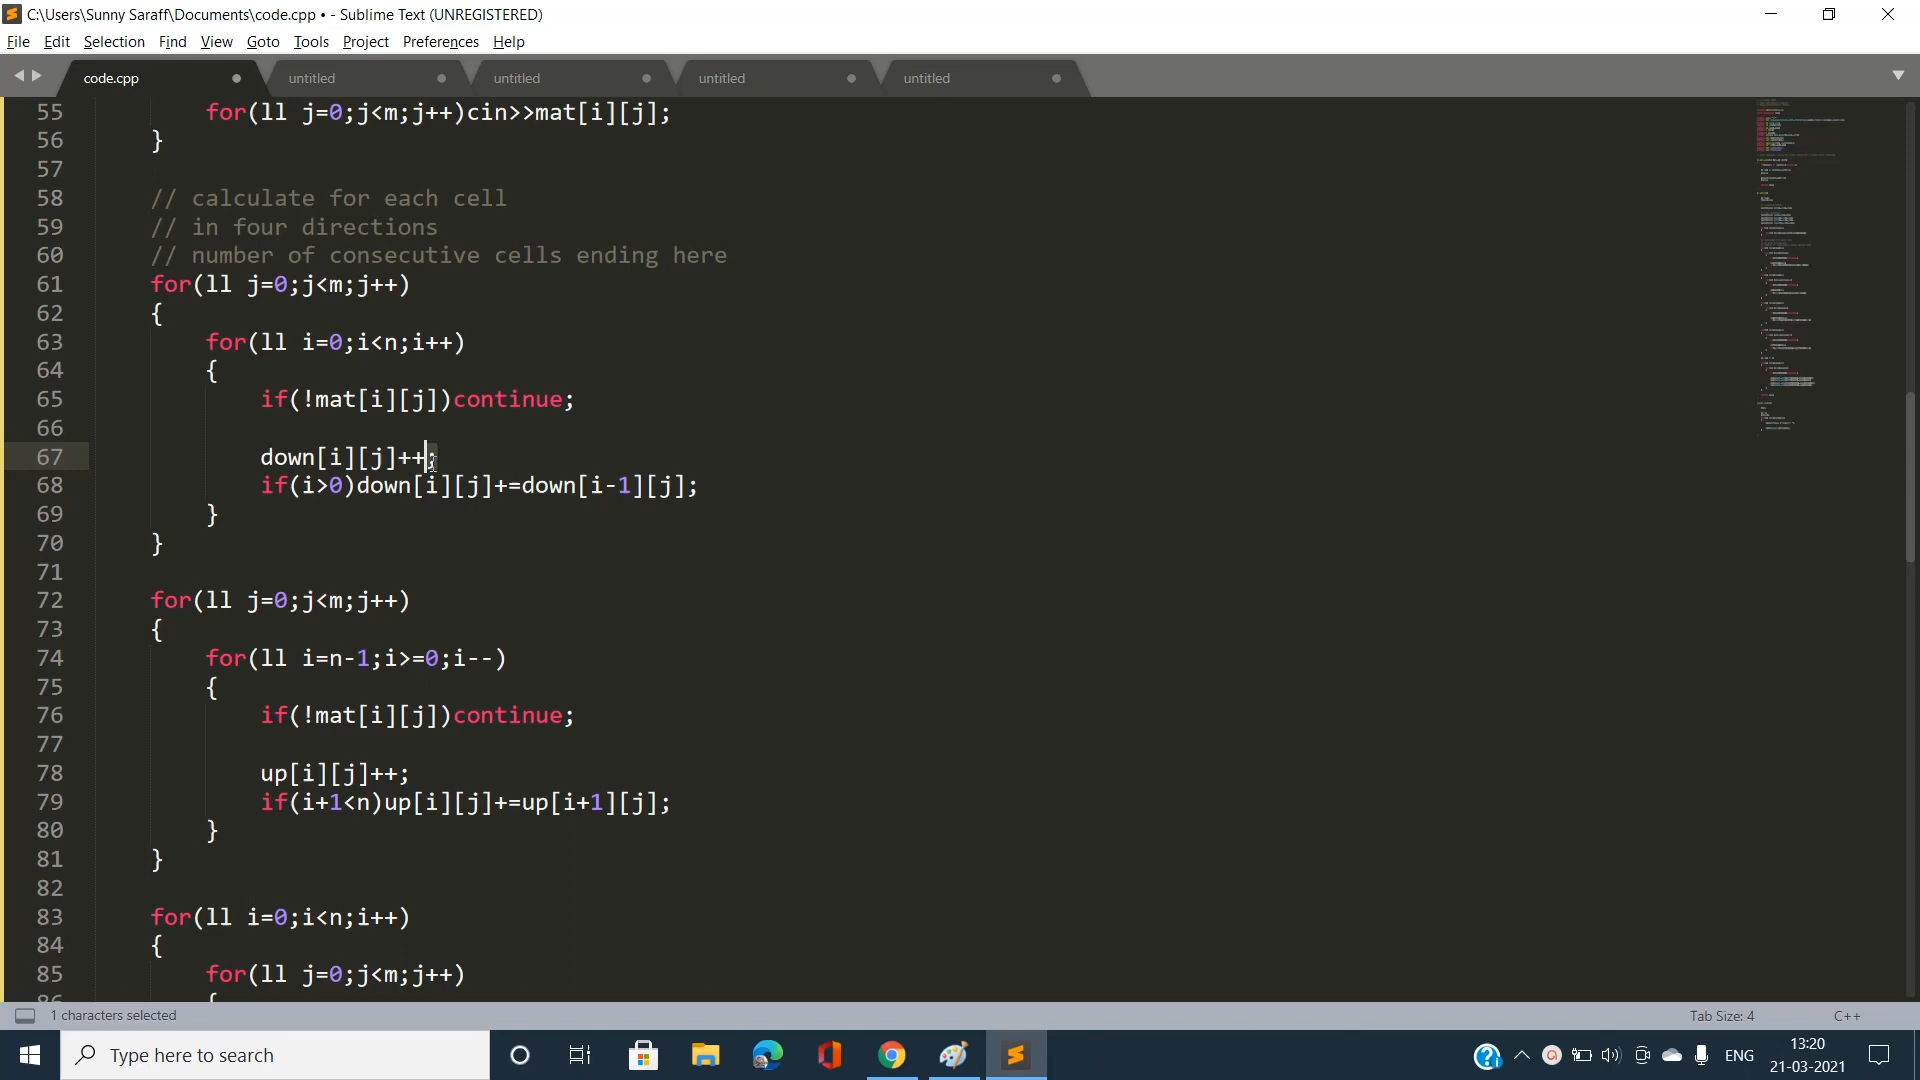 C:\Users\Sunny Saraff\Documents\code.cpp • - Sublime Text (UNREGISTERED)
File Edit Selection Find View Goto Tools Project Preferences Help
code.cpp untitled untitled untitled untitled
55 for(ll j=0;j<m;j++)cin>>mat[i][j];
56 }
57
58 // calculate for each cell
59 // in four directions
60 // number of consecutive cells ending here
61 for(ll j=0;j<m;j++)
62 {
63 for(ll i=0;i<n;i++)
64 {
65 if(!mat[i][j])continue;
66
67 down[i][j]++;
68 if(i>0)down[i][j]+=down[i-1][j];
69 }
70 }
71
72 for(ll j=0;j<m;j++)
73 {
74 for(ll i=n-1;i>=0;i--)
75 {
76 if(!mat[i][j])continue;
77
78 up[i][j]++;
79 if(i+1<n)up[i][j]+=up[i+1][j];
80 }
81 }
82
83 for(ll i=0;i<n;i++)
84 {
85 for(ll j=0;j<m;j++)
86 {
1 characters selected Tab Size: 4 C++
Type here to search ENG 13:20
21-03-2021